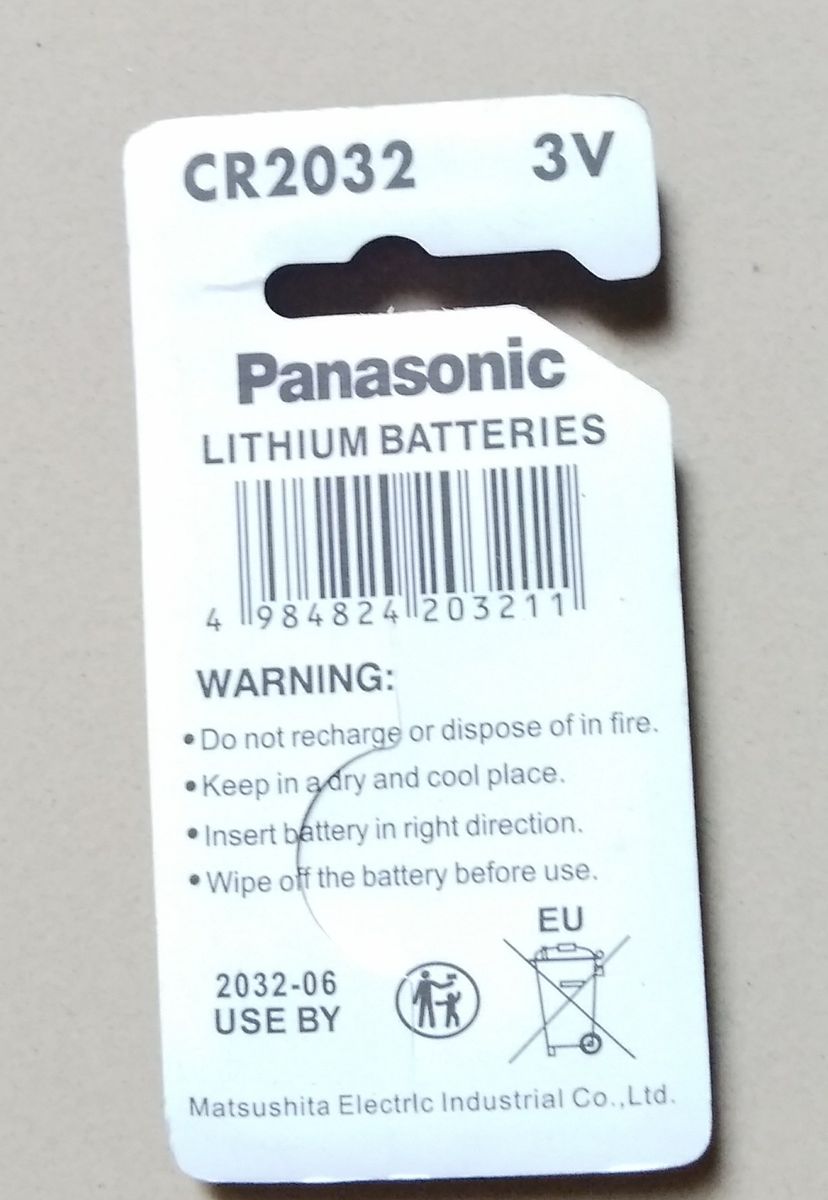 CR2032 3V
Panasonic
LITHIUM BATTERIES
4 984824 203211
WARNING:
• Do not recharge or dispose of in fire.
• Keep in a dry and cool place.
• Insert battery in right direction.
• Wipe off the battery before use.
EU
2032-06
USE BY
Matsushita Electrlc Industrial Co.,Ltd.